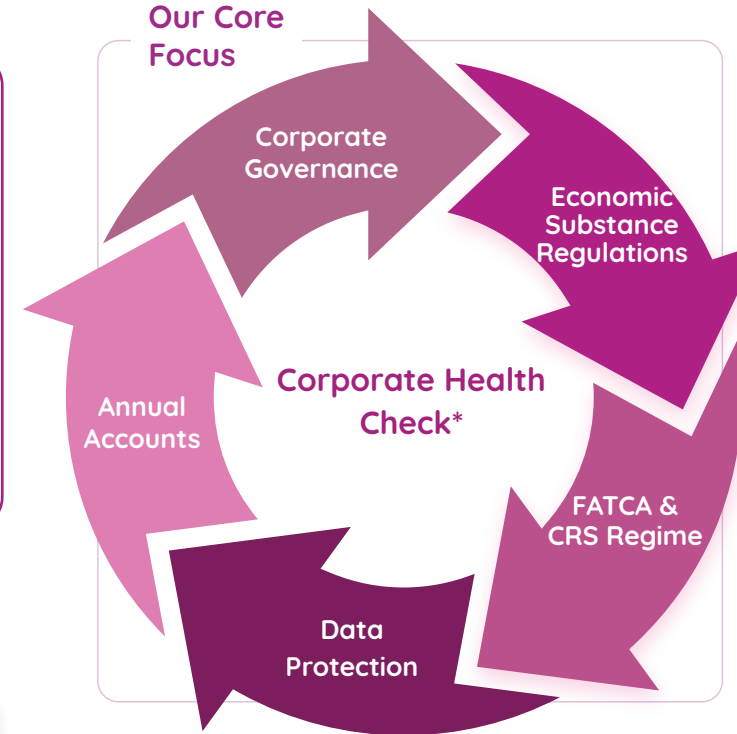 Our Core
Focus
Corporate
Governance
Economic
Substance
Regulations
Corporate Health
Check*
Annual
Accounts
FATCA &
CRS Regime
Data
Protection